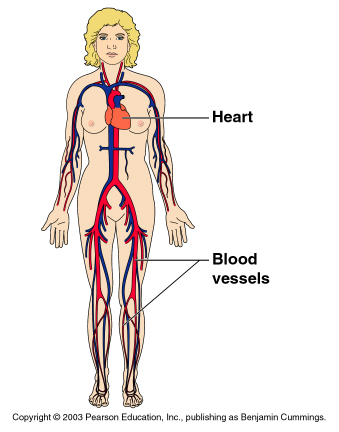 Heart
Blood
vessels
Copyright © 2003 Pearson Education, Inc., publishing as Benjamin Cummings.